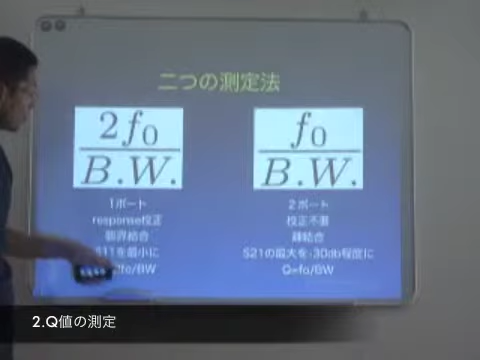 二つの測定法
2f0
B.W.
f0
B.W.
1ポート
response校正
臨界結合
S11を最小に
2fo/BW
2ポート
校正不要
疎結合
S21の最大を-30db程度に
Q=fo/BW
2.Q値の測定